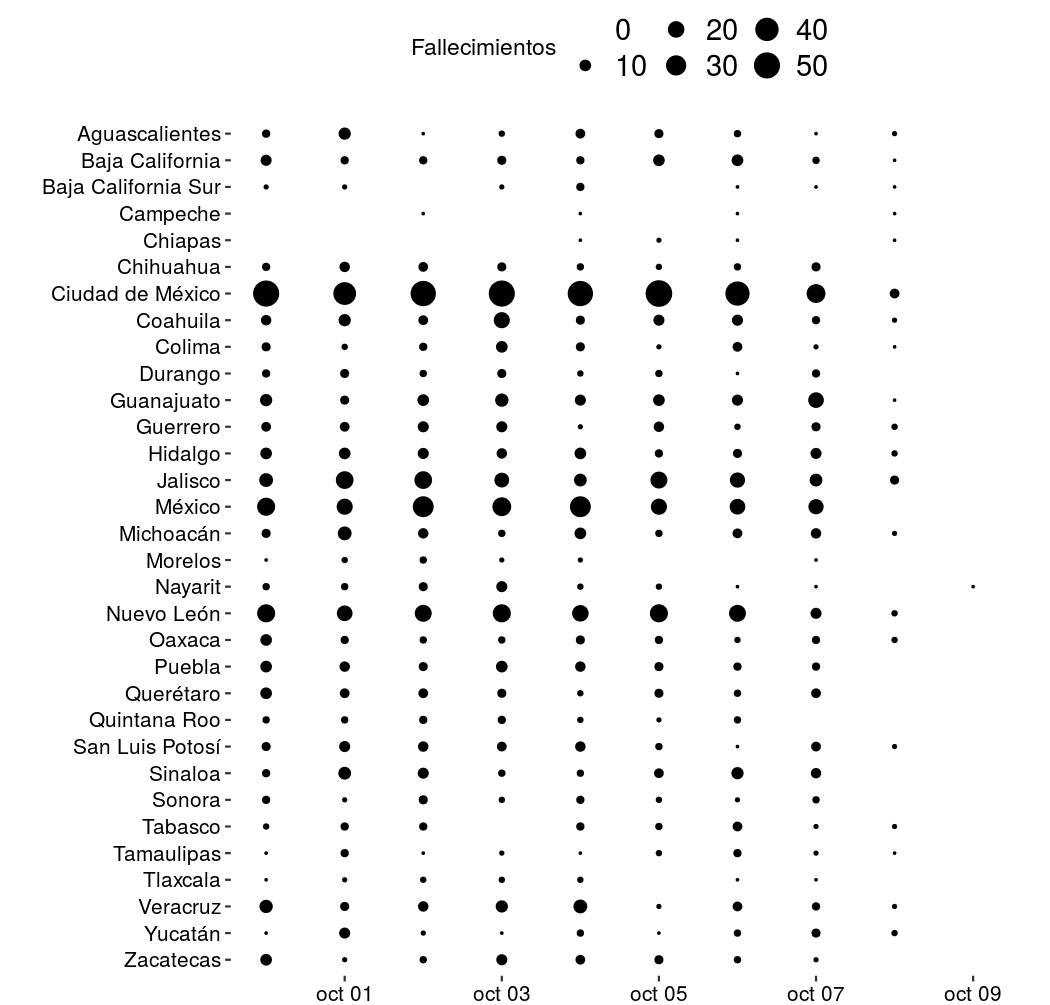 Fallecimientos
0 20 40
10 30 50
Aguascalientes
Baja California
Baja California Sur
Campeche
Chiapas
Chihuahua
Ciudad de México
Coahuila
Colima
Durango
Guanajuato
Guerrero
Hidalgo
Jalisco
México
Michoacán
Morelos
Nayarit
Nuevo León
Oaxaca
Puebla
Querétaro
Quintana Roo
San Luis Potosí
Sinaloa
Sonora
Tabasco
Tamaulipas
Tlaxcala
Veracruz
Yucatán
Zacatecas
oct 01 oct 03 oct 05 oct 07 oct 09